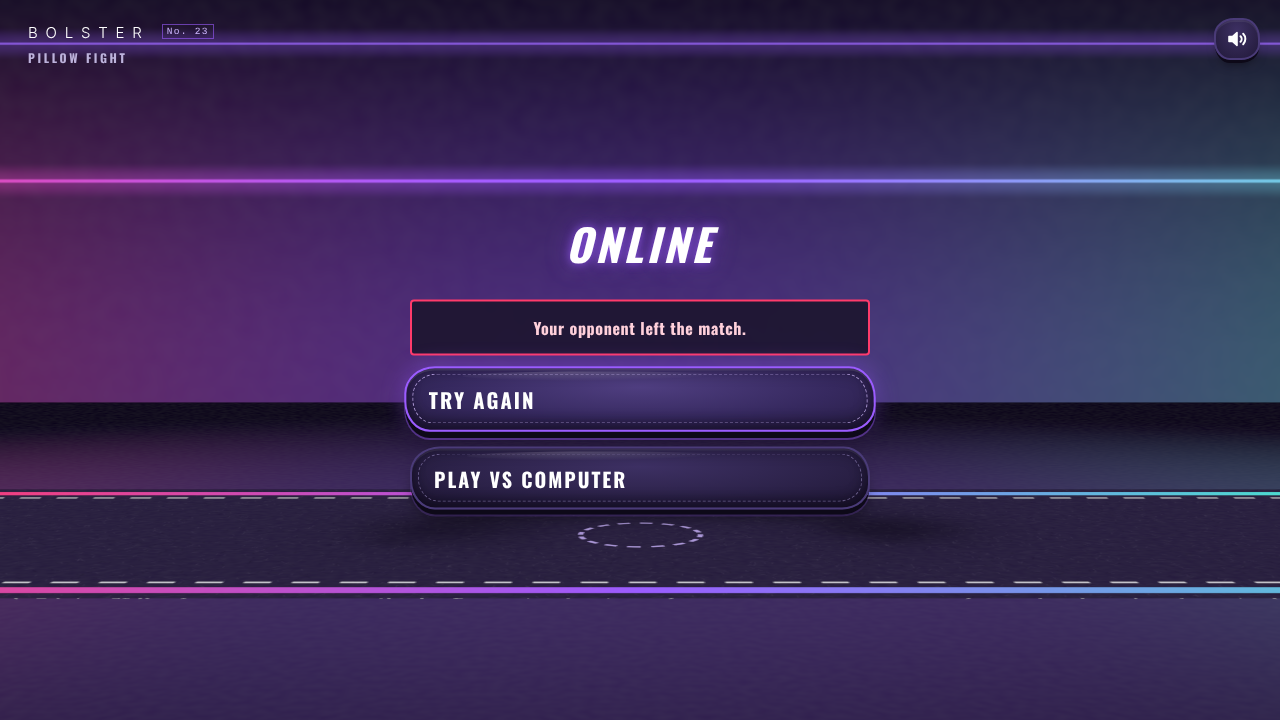 BOLSTER No. 23
PILLOW FIGHT
ONLINE
Your opponent left the match.
TRY AGAIN
PLAY VS COMPUTER